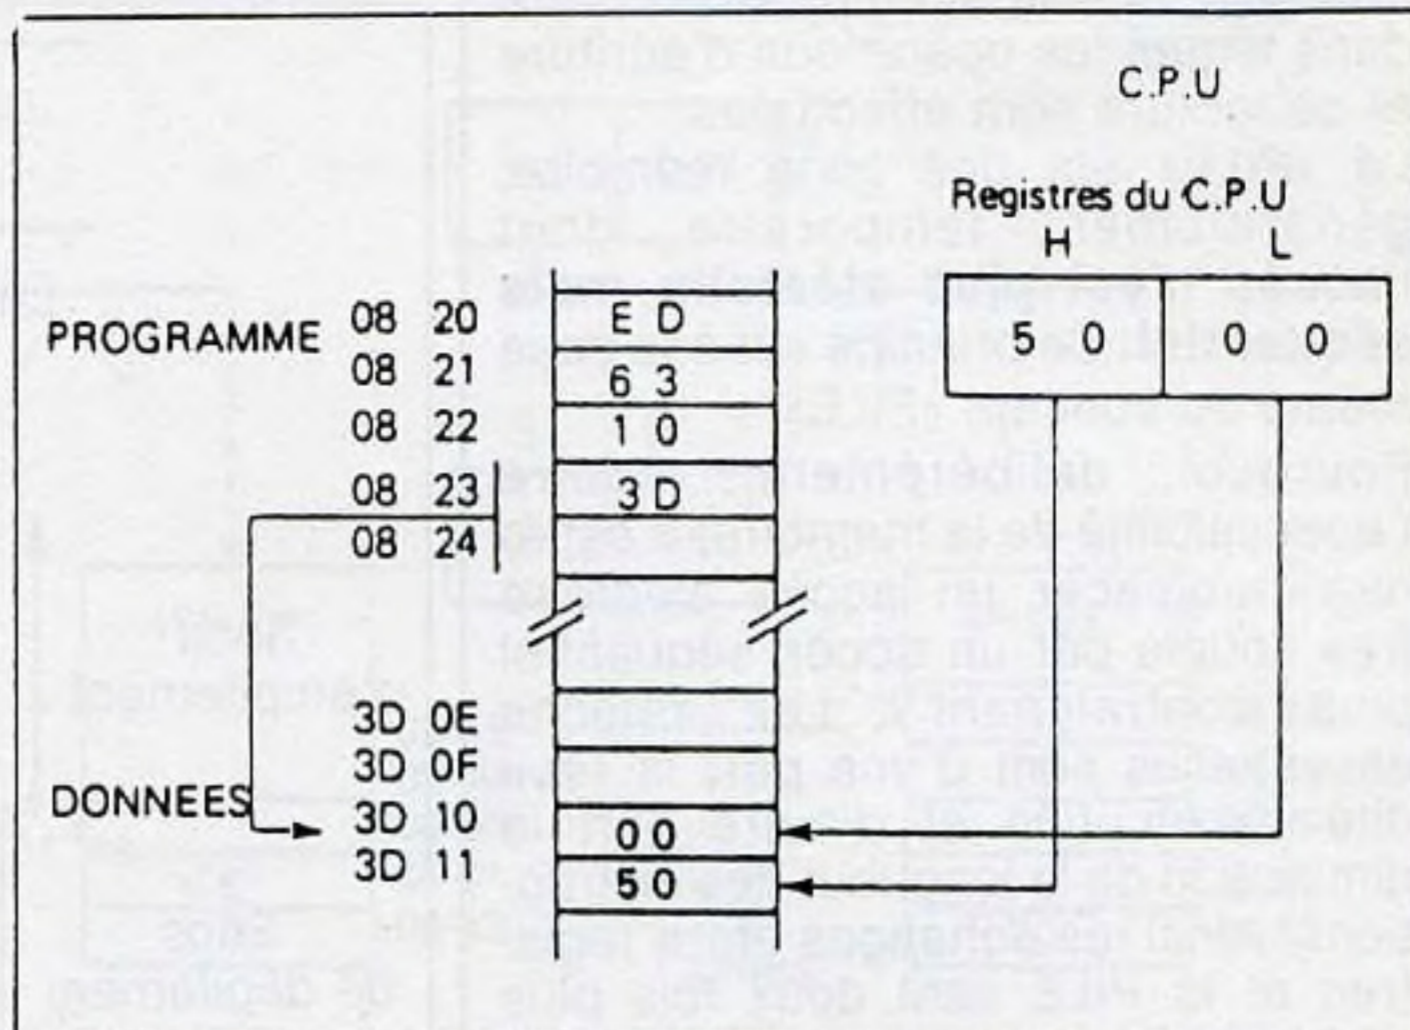 C.P.U
Registres du C.P.U
H L
5 0 0 0
PROGRAMME 08 20 E D
08 21 6 3
08 22 1 0
08 23 3 D
08 24
3D 0E
3D 0F
DONNEES 3D 10 0 0
3D 11 5 0